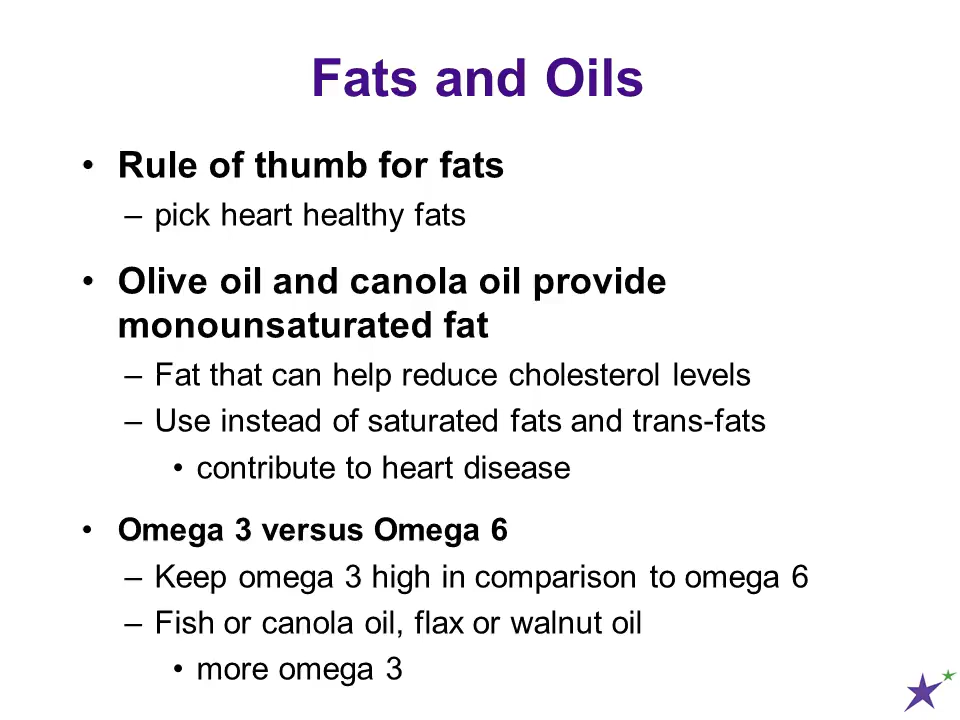 Fats and Oils
• Rule of thumb for fats
– pick heart healthy fats
• Olive oil and canola oil provide
monounsaturated fat
– Fat that can help reduce cholesterol levels
– Use instead of saturated fats and trans-fats
• contribute to heart disease
• Omega 3 versus Omega 6
– Keep omega 3 high in comparison to omega 6
– Fish or canola oil, flax or walnut oil
• more omega 3